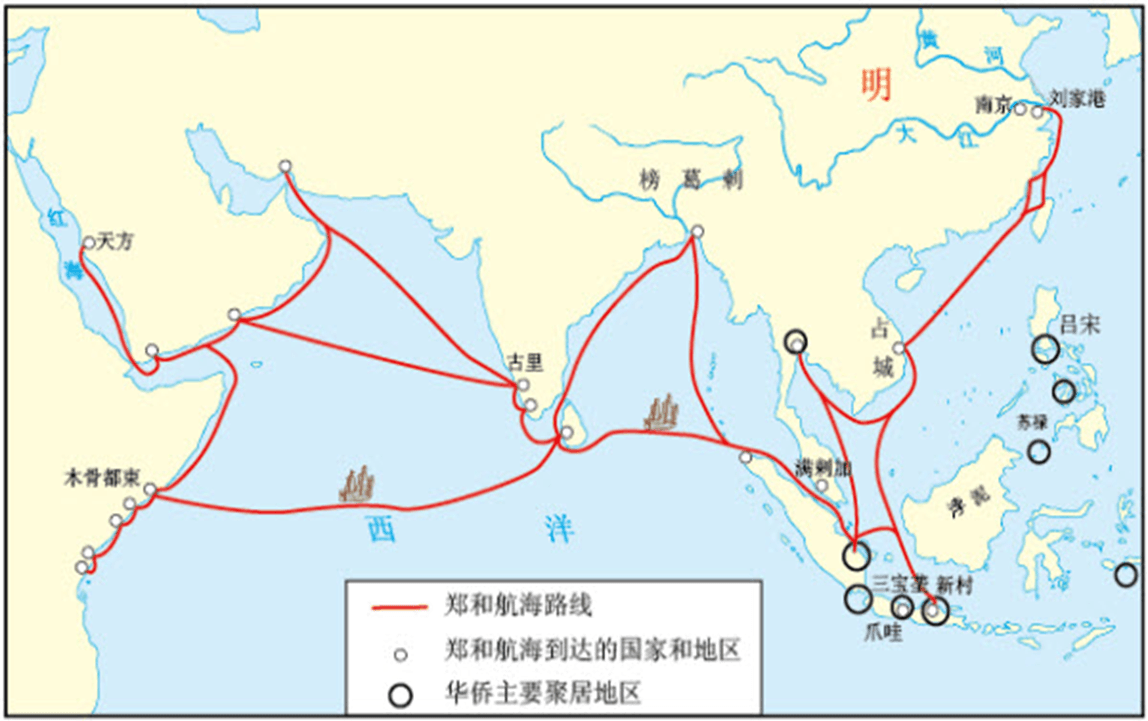 黄河
明
南京
刘家港
大江
榜葛剌
红海
天方
占城
吕宋
古里
苏禄
木骨都束
满剌加
渤泥
西洋
三宝垄
新村
爪哇
郑和航海路线
郑和航海到达的国家和地区
华侨主要聚居地区